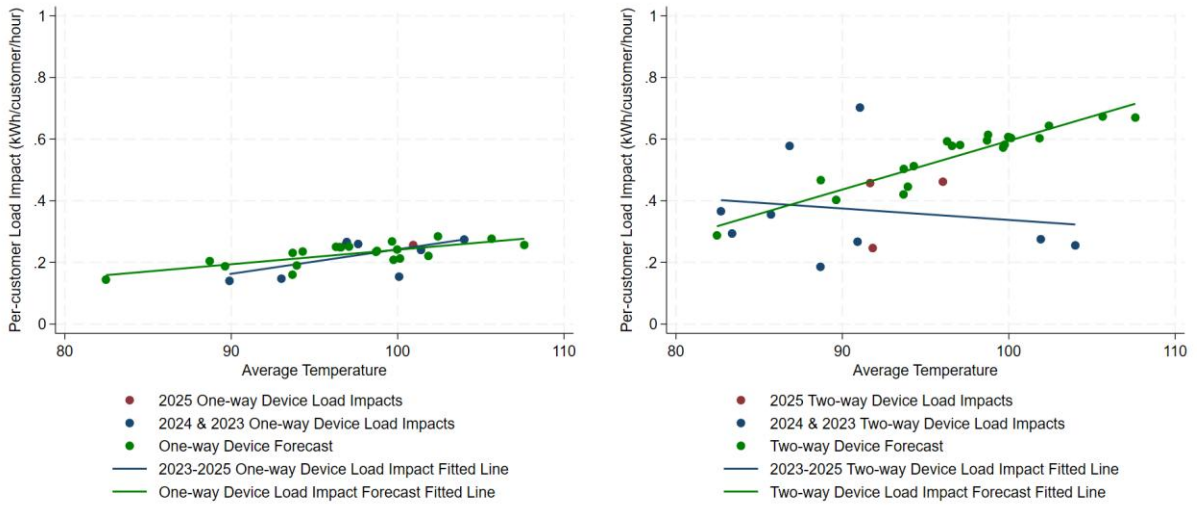 Per-customer Load Impact (kWh/customer/hour)
1
.8
.6
.4
.2
0
80
90
100
110
Average Temperature
2025 One-way Device Load Impacts
2024 & 2023 One-way Device Load Impacts
One-way Device Forecast
2023-2025 One-way Device Load Impact Fitted Line
One-way Device Load Impact Forecast Fitted Line
Per-customer Load Impact (kWh/customer/hour)
1
.8
.6
.4
.2
0
80
90
100
110
Average Temperature
2025 Two-way Device Load Impacts
2024 & 2023 Two-way Device Load Impacts
Two-way Device Forecast
2023-2025 Two-way Device Load Impact Fitted Line
Two-way Device Load Impact Forecast Fitted Line